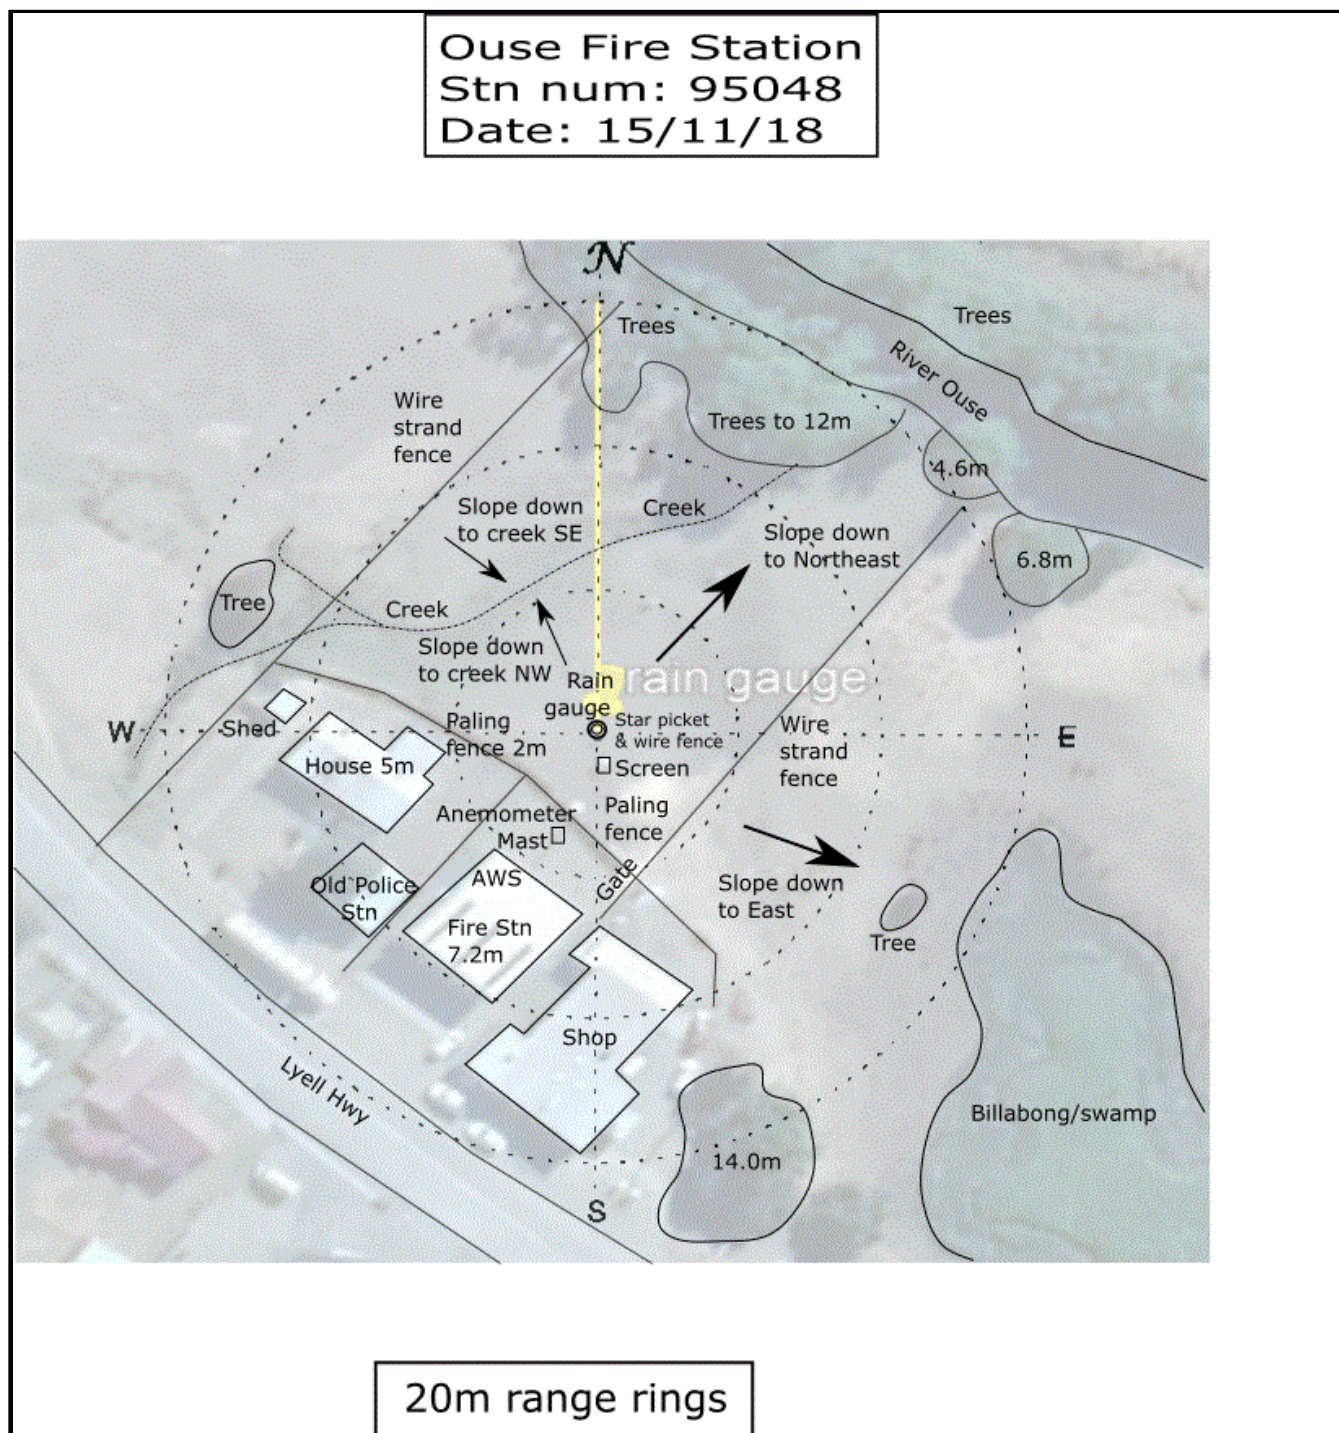 Ouse Fire Station
Stn num: 95048
Date: 15/11/18
N
Trees
Trees
River Ouse
Wire
strand
fence
Trees to 12m
4.6m
Slope down
to creek SE
Creek
Slope down
to Northeast
6.8m
Tree
Creek
Slope down
to creek NW
Rain
gauge
rain gauge
W
Shed
Paling
fence 2m
Star picket
& wire fence
Wire
strand
fence
E
House 5m
Screen
Anemometer
Mast
Paling
fence
Gate
Old Police
Stn
AWS
Fire Stn
7.2m
Slope down
to East
Tree
Shop
Lyell Hwy
Billabong/swamp
14.0m
S
20m range rings